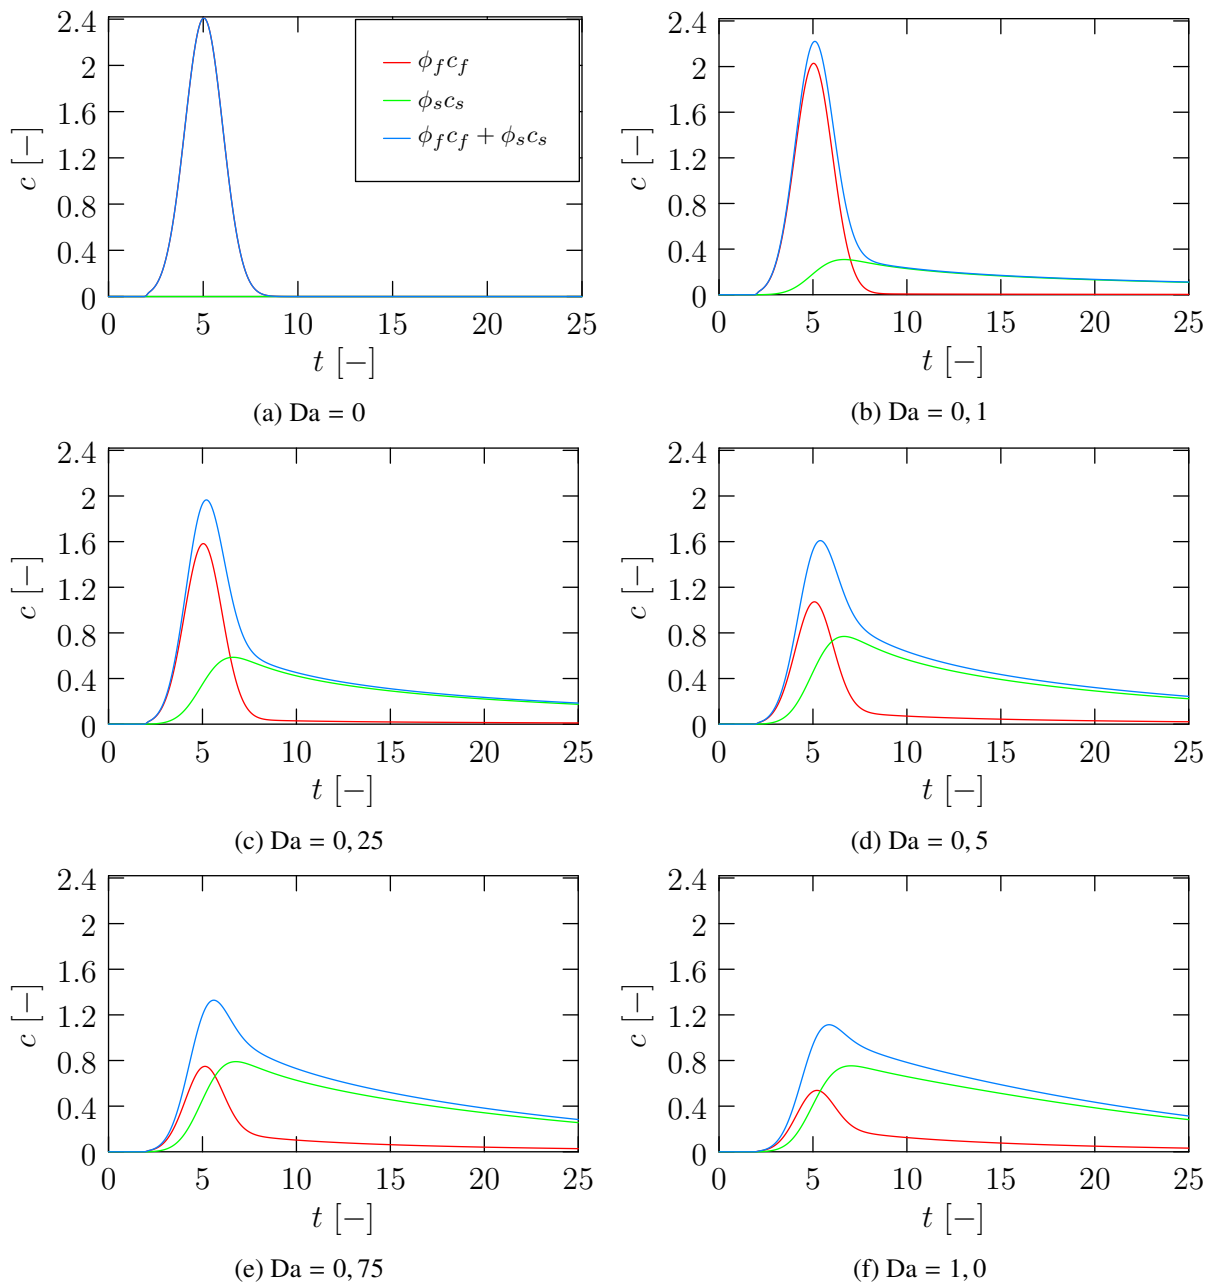 2.4
2
1.6
1.2
0.8
0.4
0
c [−]
0 5 10 15 20 25
t [−]
ϕ_f c_f
ϕ_s c_s
ϕ_f c_f + ϕ_s c_s
(a) Da = 0
2.4
2
1.6
1.2
0.8
0.4
0
c [−]
0 5 10 15 20 25
t [−]
(b) Da = 0, 1
2.4
2
1.6
1.2
0.8
0.4
0
c [−]
0 5 10 15 20 25
t [−]
(c) Da = 0, 25
2.4
2
1.6
1.2
0.8
0.4
0
c [−]
0 5 10 15 20 25
t [−]
(d) Da = 0, 5
2.4
2
1.6
1.2
0.8
0.4
0
c [−]
0 5 10 15 20 25
t [−]
(e) Da = 0, 75
2.4
2
1.6
1.2
0.8
0.4
0
c [−]
0 5 10 15 20 25
t [−]
(f) Da = 1, 0